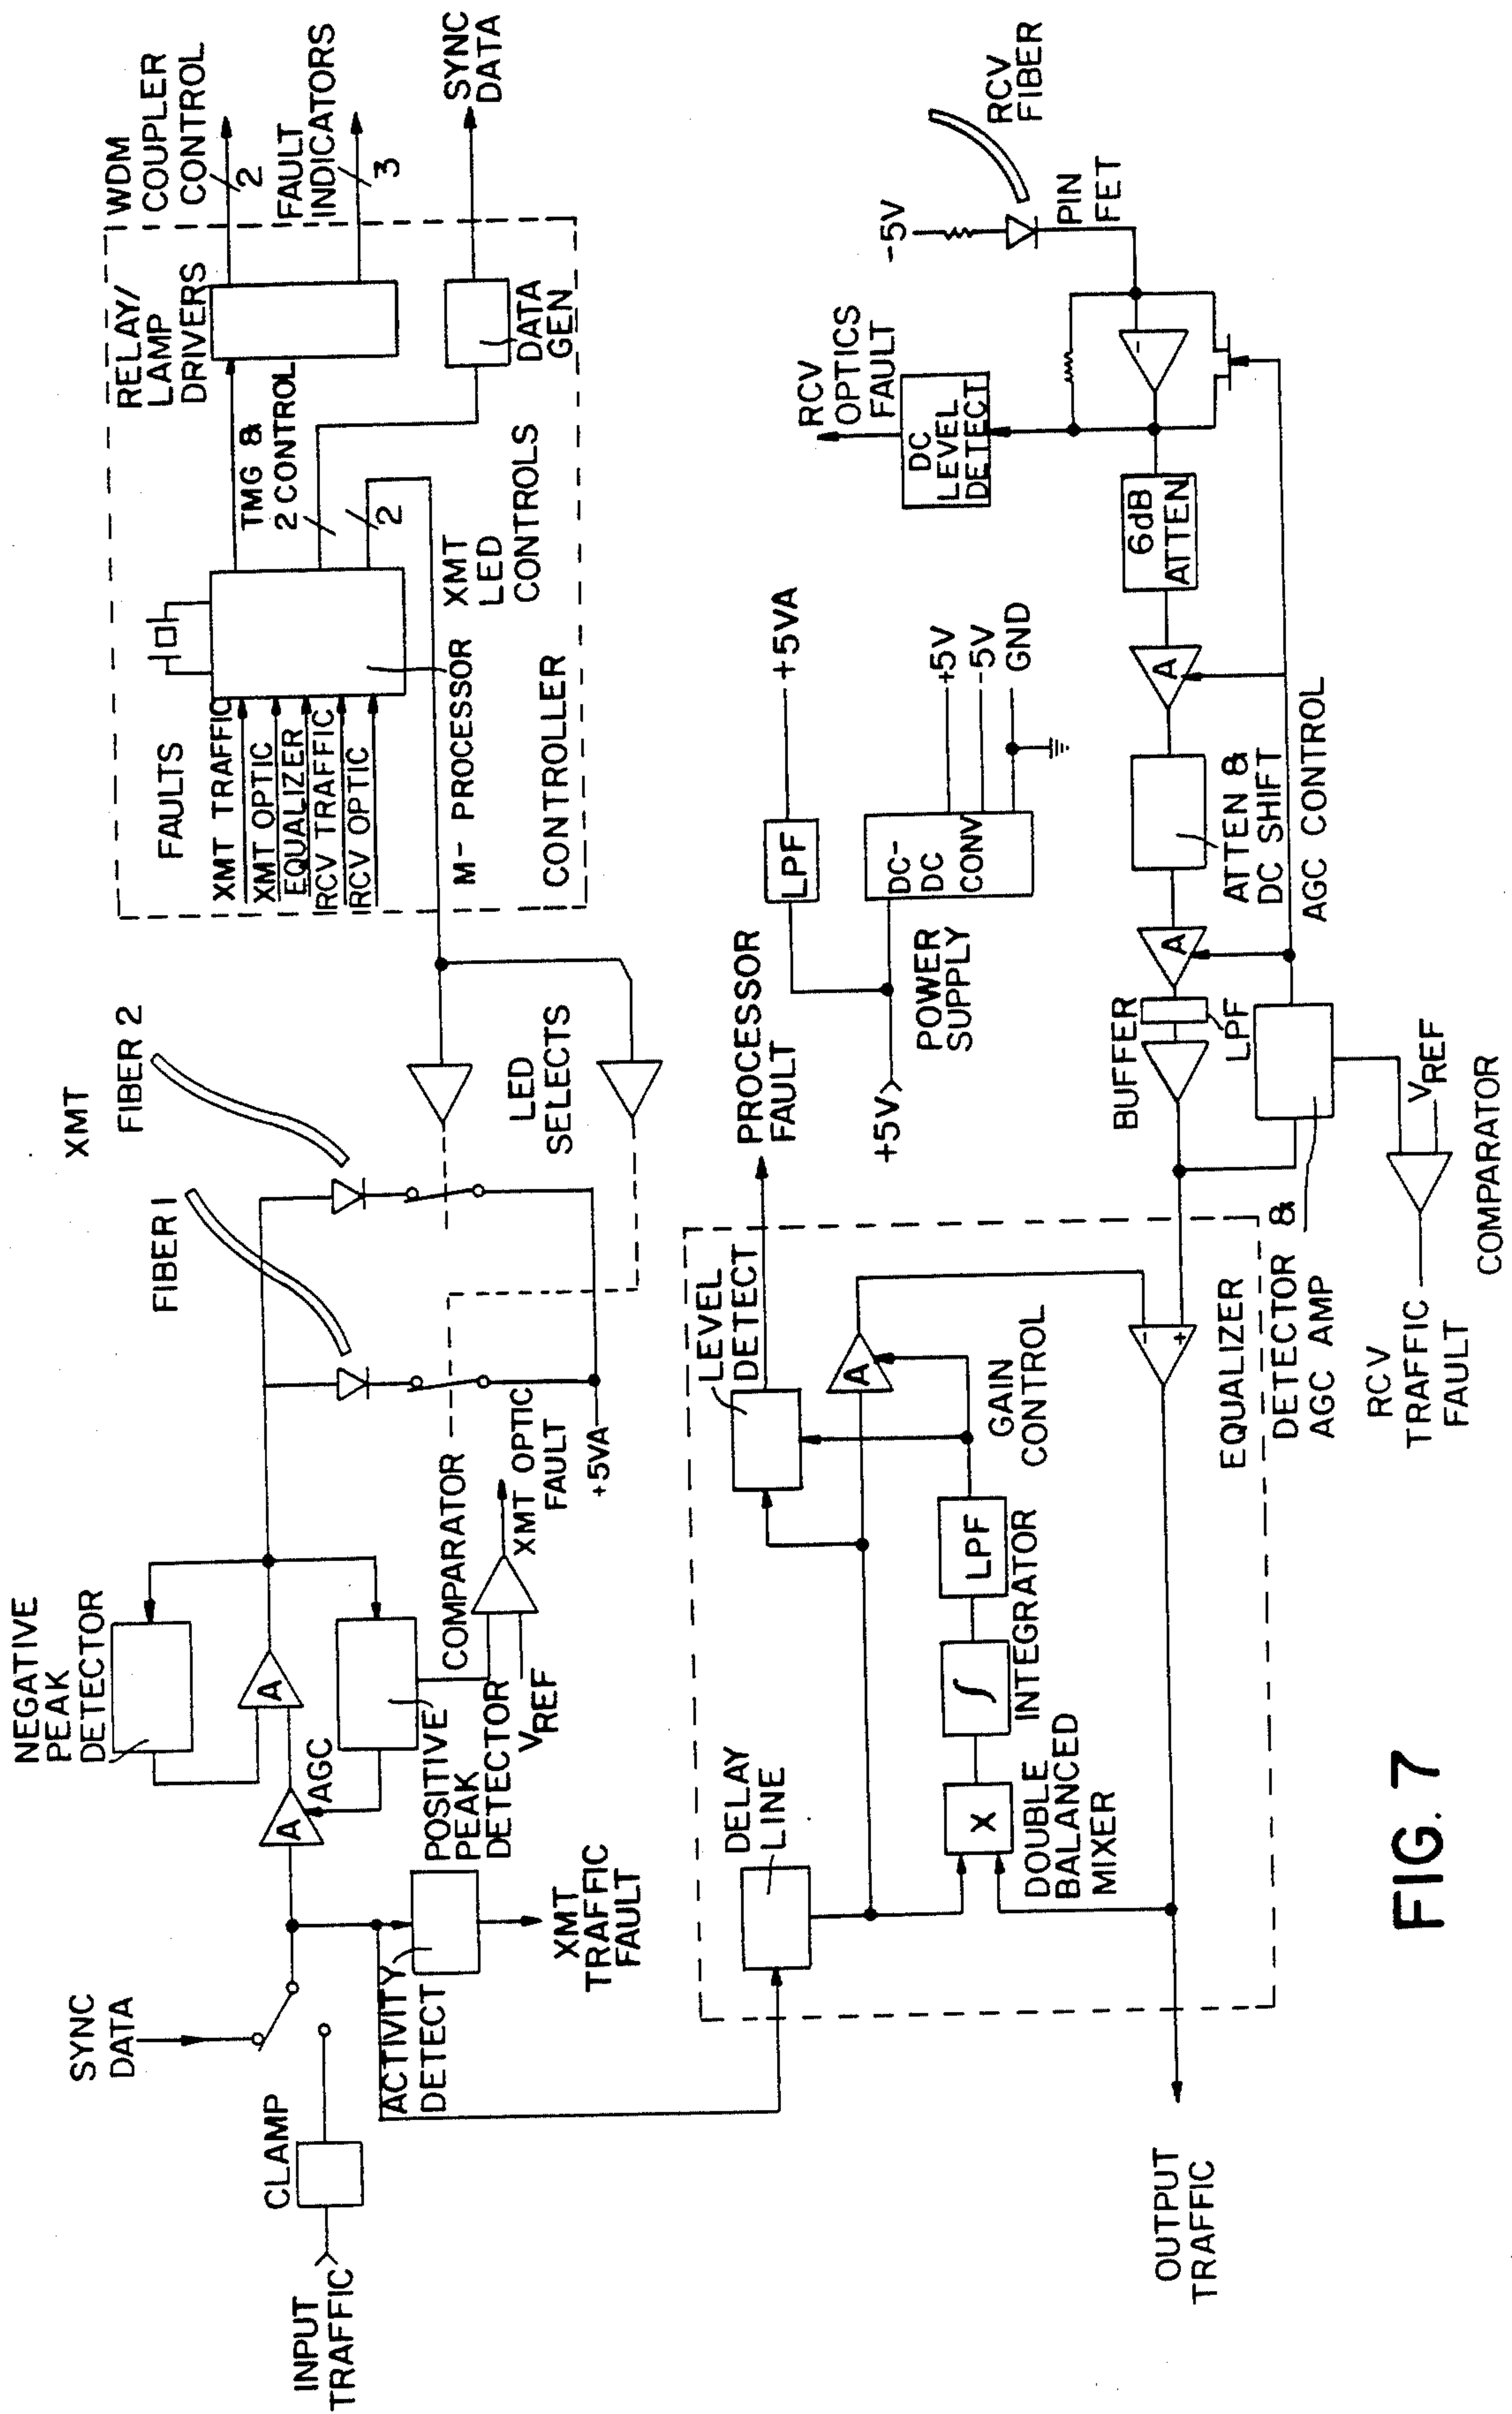 INPUT
TRAFFIC
CLAMP
SYNC
DATA
ACTIVITY
DETECT
XMT
TRAFFIC
FAULT
A
AGC
A
NEGATIVE
PEAK
DETECTOR
POSITIVE
PEAK
DETECTOR
COMPARATOR
VREF
XMT OPTIC
FAULT
+5VA
XMT
FIBER 1
FIBER 2
LED
SELECTS
FAULTS
XMT TRAFFIC
XMT OPTIC
EQUALIZER
RCV TRAFFIC
RCV OPTIC
M-PROCESSOR
CONTROLLER
TMG &
2 CONTROL
2
XMT
LED
CONTROLS
RELAY/
LAMP
DRIVERS
DATA
GEN
WDM
COUPLER
CONTROL
2
FAULT
INDICATORS
3
SYNC
DATA
DELAY
LINE
X
DOUBLE
BALANCED
MIXER
∫
INTEGRATOR
LPF
GAIN
CONTROL
LEVEL
DETECT
A
-
+
EQUALIZER
PROCESSOR
FAULT
+5V
POWER
SUPPLY
LPF
+5VA
DC-
DC
CONV
+5V
-5V
GND
OUTPUT
TRAFFIC
BUFFER
LPF
A
ATTEN &
DC SHIFT
A
6dB
ATTEN
DC
LEVEL
DETECT
RCV
OPTICS
FAULT
-
-5V
PIN
FET
RCV
FIBER
AGC CONTROL
DETECTOR &
AGC AMP
RCV
TRAFFIC
FAULT
VREF
COMPARATOR
FIG. 7